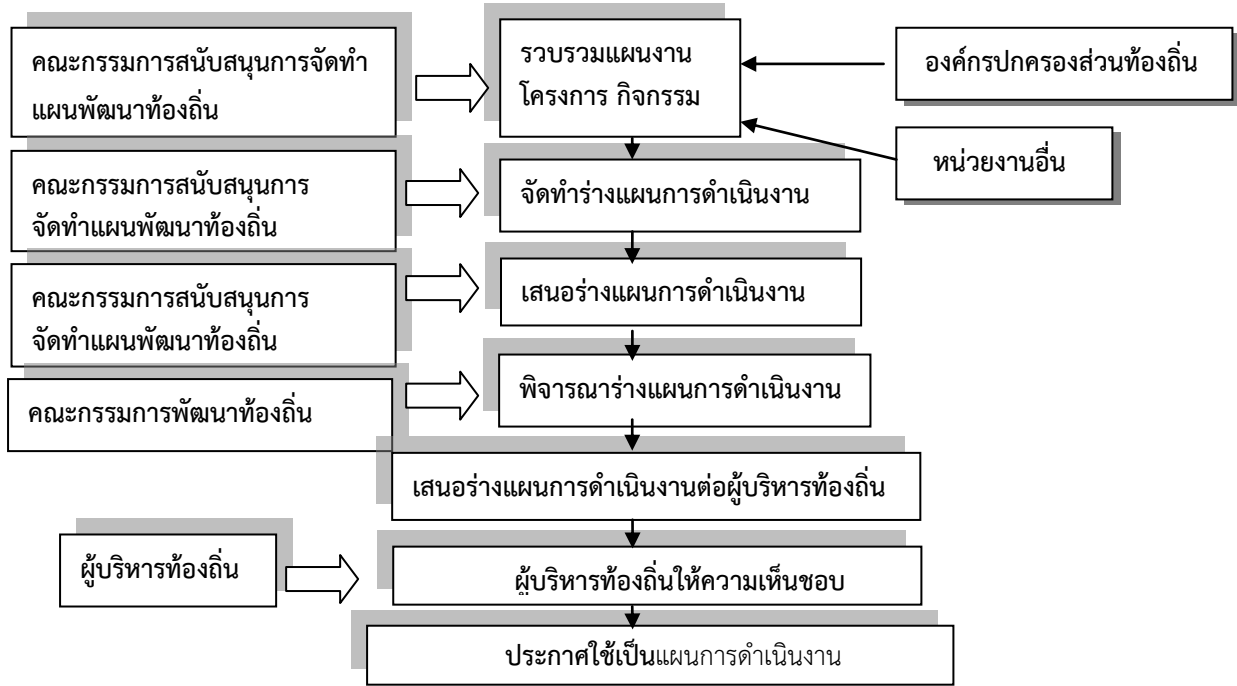 คณะกรรมการสนับสนุนการจัดทำ
แผนพัฒนาท้องถิ่น
รวบรวมแผนงาน
โครงการ กิจกรรม
องค์กรปกครองส่วนท้องถิ่น
หน่วยงานอื่น
คณะกรรมการสนับสนุนการ
จัดทำแผนพัฒนาท้องถิ่น
จัดทำร่างแผนการดำเนินงาน
คณะกรรมการสนับสนุนการ
จัดทำแผนพัฒนาท้องถิ่น
เสนอร่างแผนการดำเนินงาน
คณะกรรมการพัฒนาท้องถิ่น
พิจารณาร่างแผนการดำเนินงาน
เสนอร่างแผนการดำเนินงานต่อผู้บริหารท้องถิ่น
ผู้บริหารท้องถิ่น
ผู้บริหารท้องถิ่นให้ความเห็นชอบ
ประกาศใช้เป็นแผนการดำเนินงาน